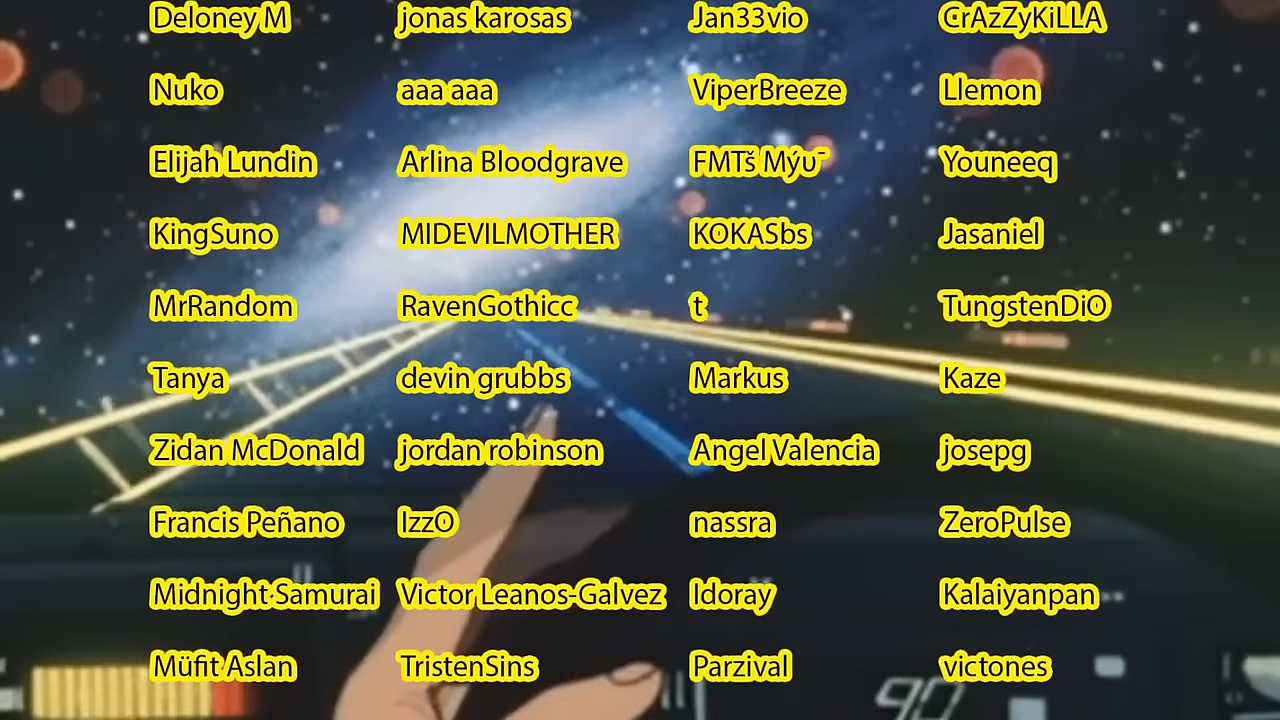 Deloney M jonas karosas Jan33vio CrAzZyKiLLA
Nuko aaa aaa ViperBreeze Llemon
Elijah Lundin Arlina Bloodgrave FMTš Mýυ¯ Youneeq
KingSuno MIDEVILMOTHER KOKASbs Jasaniel
MrRandom RavenGothicc t TungstenDiO
Tanya devin grubbs Markus Kaze
Zidan McDonald jordan robinson Angel Valencia josepg
Francis Peñano IzzO nassra ZeroPulse
Midnight Samurai Victor Leanos-Galvez Idoray Kalaiyanpan
Müfit Aslan TristenSins Parzival victones
90